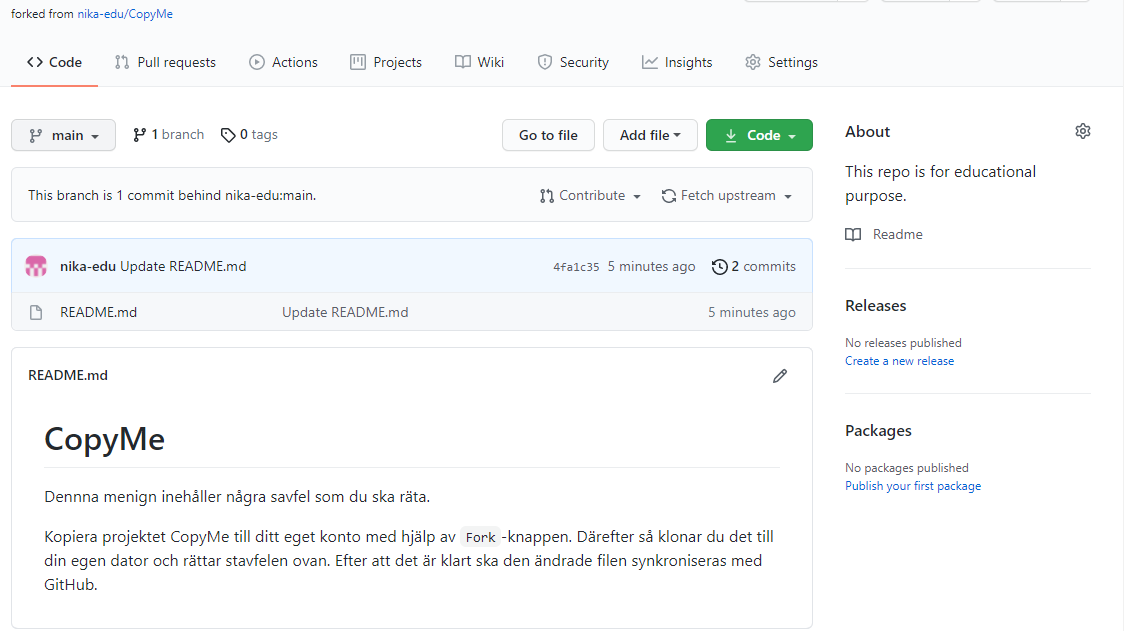 forked from nika-edu/CopyMe
Code Pull requests Actions Projects Wiki Security Insights Settings
main 1 branch 0 tags Go to file Add file Code
This branch is 1 commit behind nika-edu:main. Contribute Fetch upstream
nika-edu Update README.md 4fa1c35 5 minutes ago 2 commits
README.md Update README.md 5 minutes ago
README.md
CopyMe
Dennna menign inehåller några savfel som du ska räta.
Kopiera projektet CopyMe till ditt eget konto med hjälp av Fork -knappen. Därefter så klonar du det till
din egen dator och rättar stavfelen ovan. Efter att det är klart ska den ändrade filen synkroniseras med
GitHub.
About
This repo is for educational
purpose.
Readme
Releases
No releases published
Create a new release
Packages
No packages published
Publish your first package